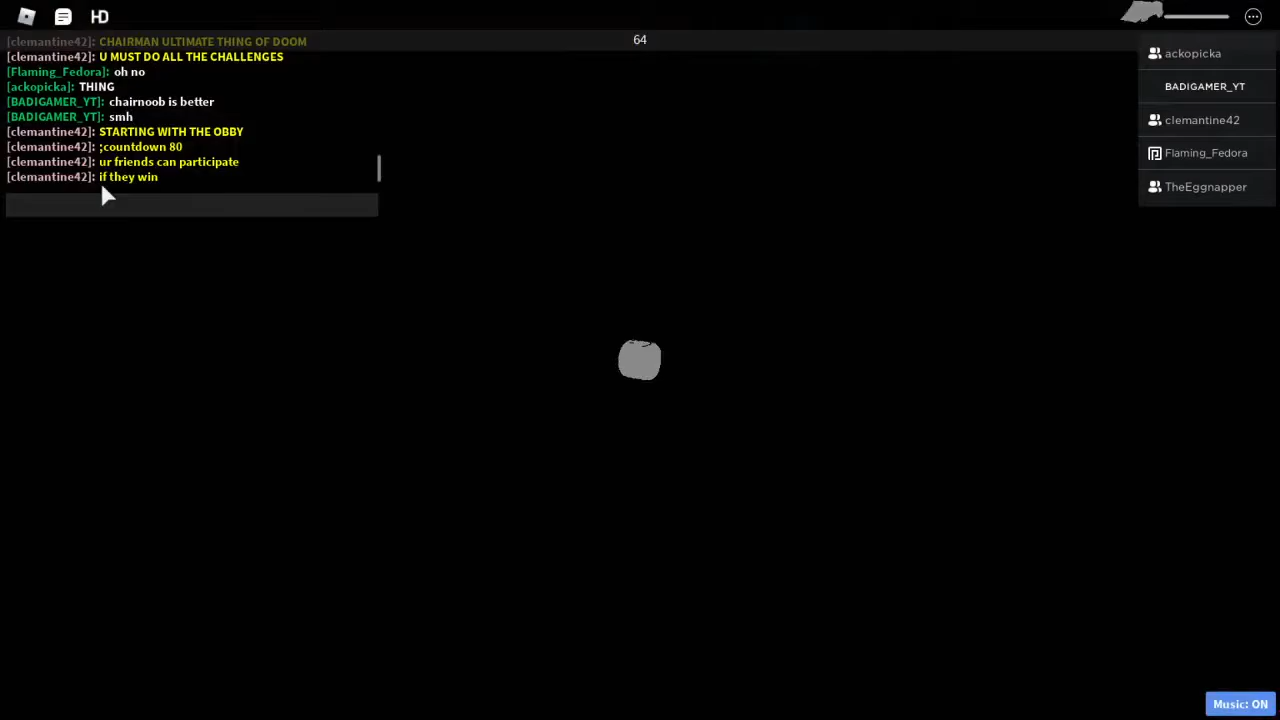 HD
64
[clemantine42]: CHAIRMAN ULTIMATE THING OF DOOM
[clemantine42]: U MUST DO ALL THE CHALLENGES
[Flaming_Fedora]: oh no
[ackopicka]: THING
[BADIGAMER_YT]: chairnoob is better
[BADIGAMER_YT]: smh
[clemantine42]: STARTING WITH THE OBBY
[clemantine42]: ;countdown 80
[clemantine42]: ur friends can participate
[clemantine42]: if they win
ackopicka
BADIGAMER_YT
clemantine42
Flaming_Fedora
TheEggnapper
Music: ON